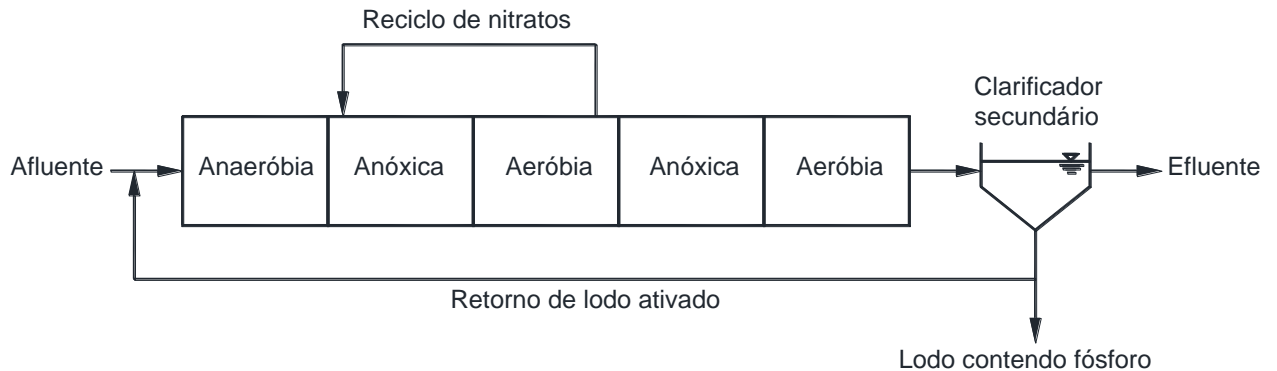 Reciclo de nitratos
Clarificador
secundário
Afluente
Anaeróbia
Anóxica
Aeróbia
Anóxica
Aeróbia
Efluente
Retorno de lodo ativado
Lodo contendo fósforo